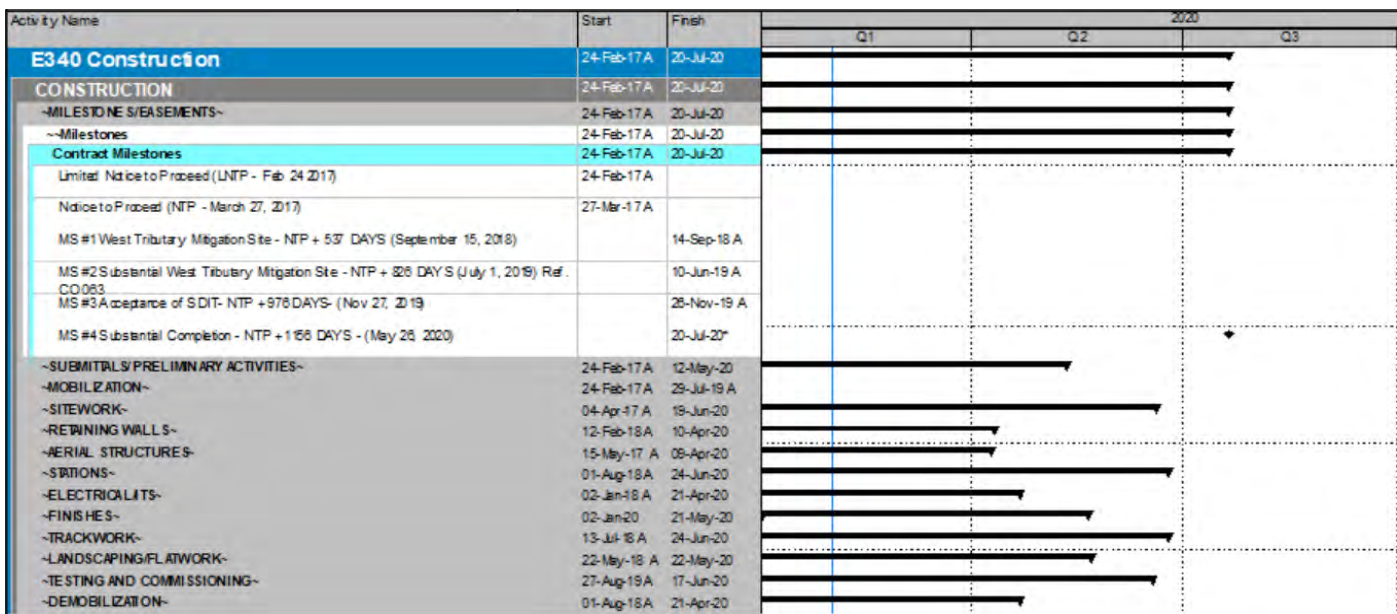 Activity Name Start Finish 2020
Q1 Q2 Q3
E340 Construction 24-Feb-17 A 20-Jul-20
CONSTRUCTION 24-Feb-17 A 20-Jul-20
~MILESTONES/EASEMENTS~ 24-Feb-17 A 20-Jul-20
~~Milestones 24-Feb-17 A 20-Jul-20
Contract Milestones 24-Feb-17 A 20-Jul-20
Limited Notice to Proceed (LNTP - Feb 24 2017) 24-Feb-17 A
Notice to Proceed (NTP - March 27, 2017) 27-Mar-17 A
MS #1 West Tributary Mitigation Site - NTP + 537 DAYS (September 15, 2018) 14-Sep-18 A
MS #2 Substantial West Tributary Mitigation Site - NTP + 826 DAYS (July 1, 2019) Ref. 10-Jun-19 A
CO063
MS #3 Acceptance of SDIT- NTP +976 DAYS- (Nov 27, 2019) 26-Nov-19 A
MS #4 Substantial Completion - NTP +1156 DAYS - (May 26, 2020) 20-Jul-20*
~SUBMITTALS/PRELIMINARY ACTIVITIES~ 24-Feb-17 A 12-May-20
~MOBILIZATION~ 24-Feb-17 A 29-Jul-19 A
~SITEWORK~ 04-Apr-17 A 19-Jun-20
~RETAINING WALLS~ 12-Feb-18 A 10-Apr-20
~AERIAL STRUCTURES~ 15-May-17 A 09-Apr-20
~STATIONS~ 01-Aug-18 A 24-Jun-20
~ELECTRICAL/ITS~ 02-Jan-18 A 21-Apr-20
~FINISHES~ 02-Jan-20 21-May-20
~TRACKWORK~ 13-Jul-18 A 24-Jun-20
~LANDSCAPING/FLATWORK~ 22-May-18 A 22-May-20
~TESTING AND COMMISSIONING~ 27-Aug-19 A 17-Jun-20
~DEMOBILIZATION~ 01-Aug-18 A 21-Apr-20